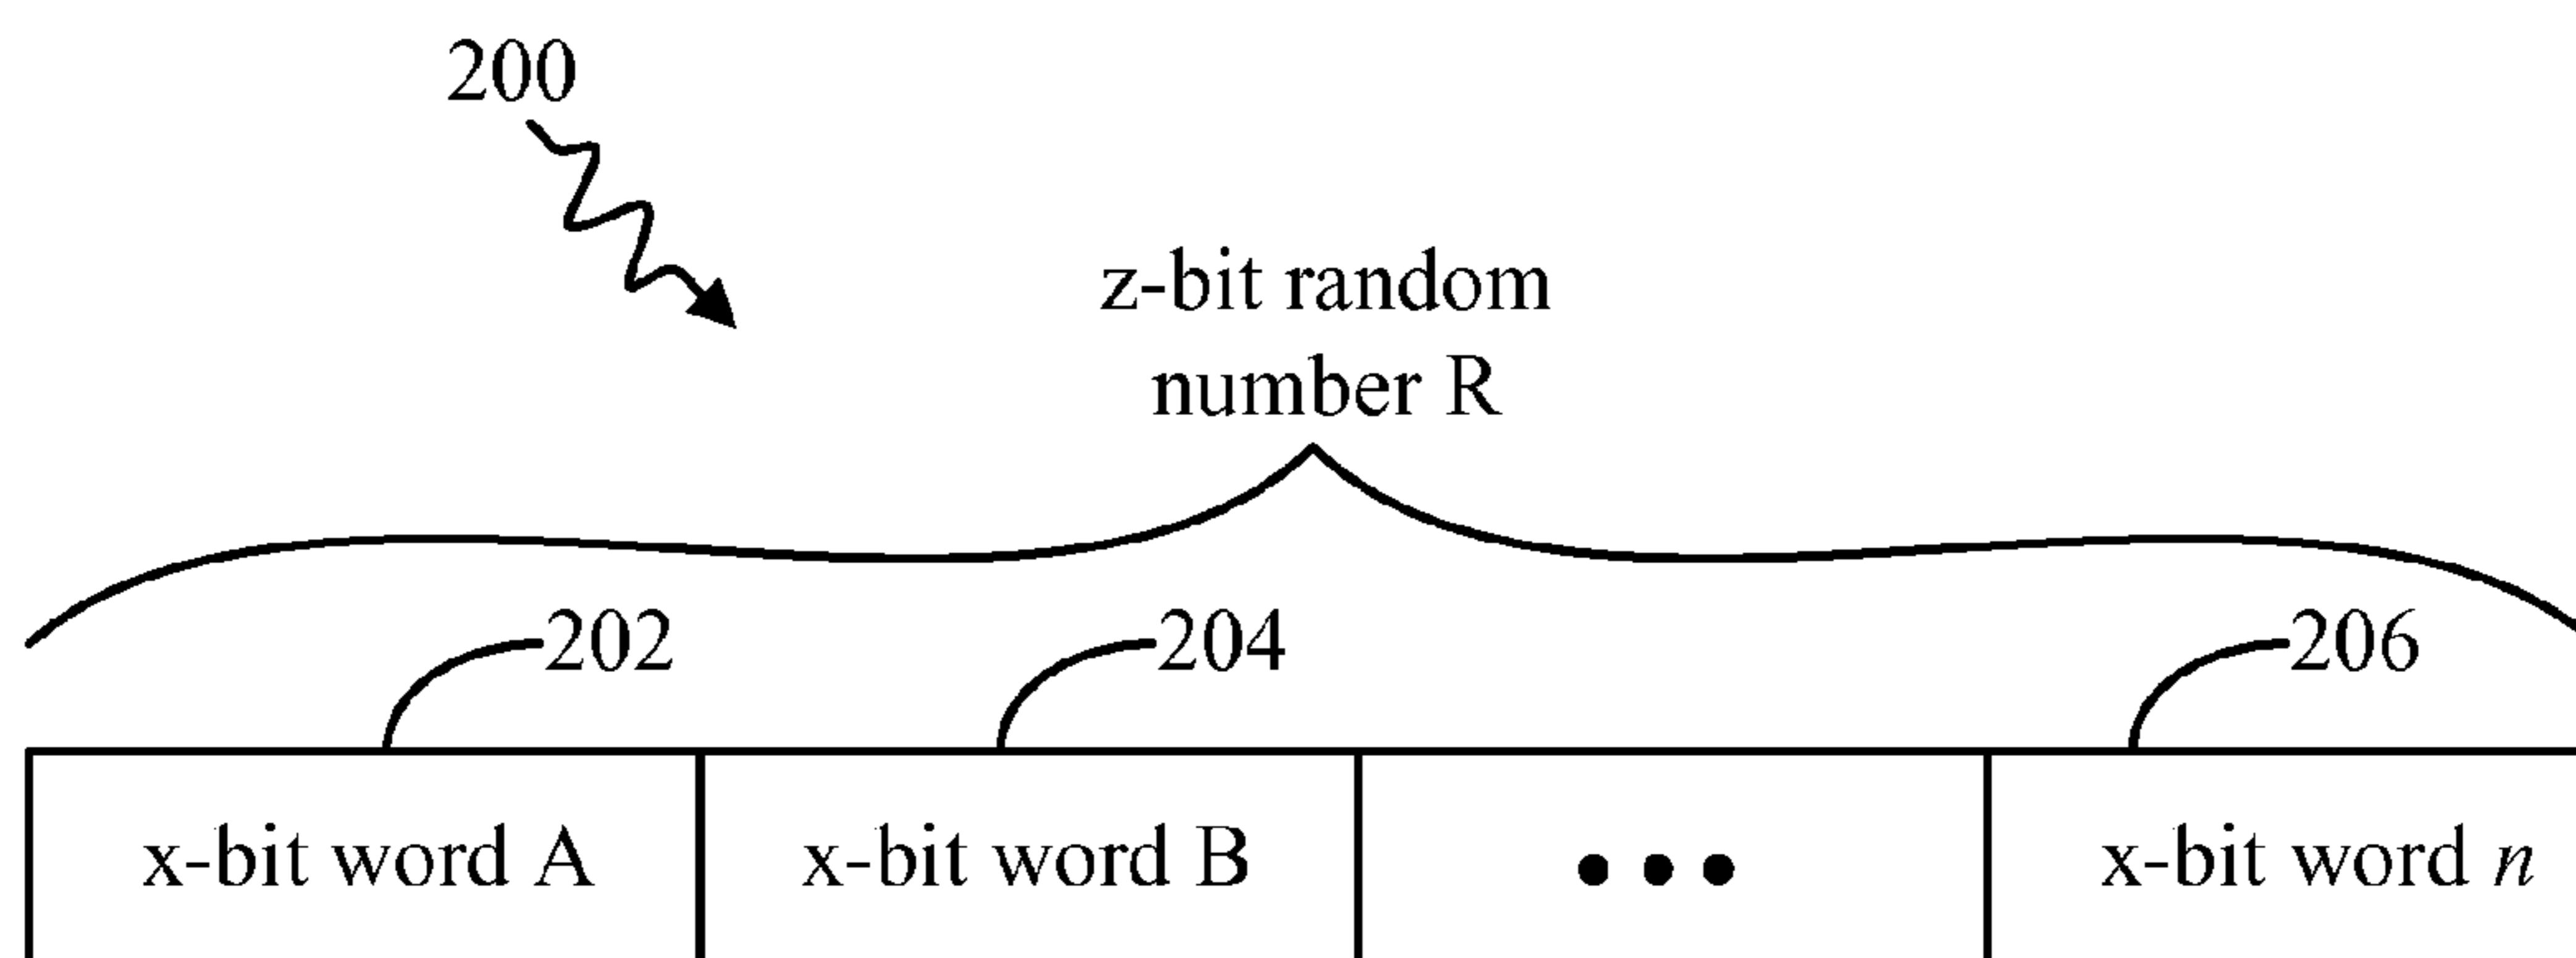 200
z-bit random
number R
202
204
206
x-bit word A
x-bit word B
•••
x-bit word n